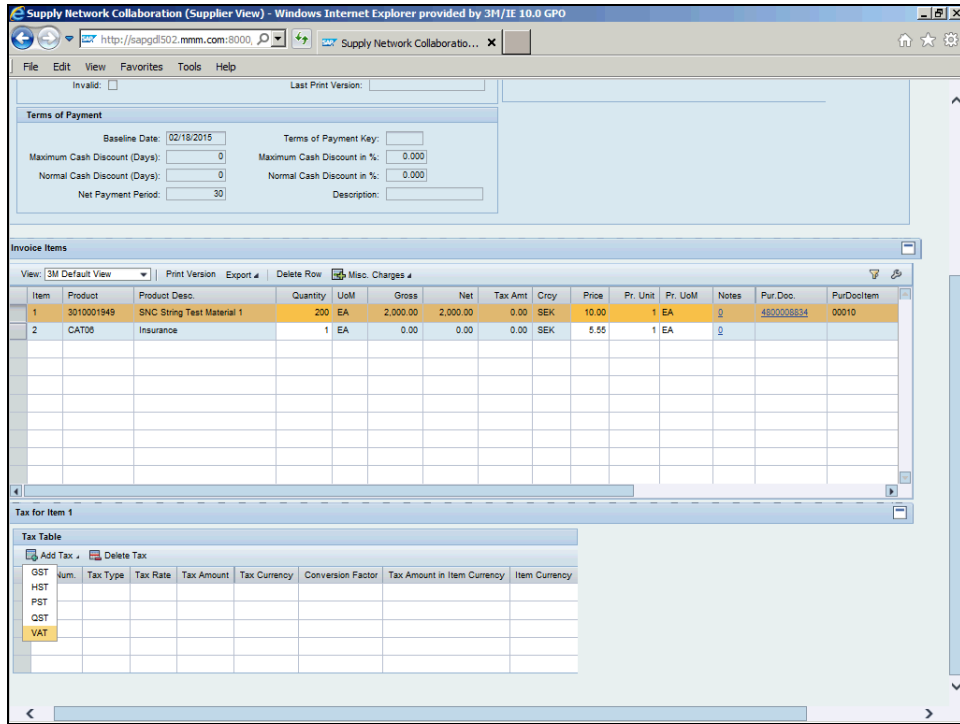 Supply Network Collaboration (Supplier View) - Windows Internet Explorer provided by 3M/IE 10.0 GPO
http://sapgdl502.mmm.com:8000, Supply Network Collaboratio...
File Edit View Favorites Tools Help
Invalid: Last Print Version:
Terms of Payment
Baseline Date: 02/18/2015 Terms of Payment Key:
Maximum Cash Discount (Days): 0 Maximum Cash Discount in %: 0.000
Normal Cash Discount (Days): 0 Normal Cash Discount in %: 0.000
Net Payment Period: 30 Description:
Invoice Items
View: 3M Default View Print Version Export Delete Row Misc. Charges
Item Product Product Desc. Quantity UoM Gross Net Tax Amt Crcy Price Pr. Unit Pr. UoM Notes Pur.Doc. PurDocItem
1 3010001949 SNC String Test Material 1 200 EA 2,000.00 2,000.00 0.00 SEK 10.00 1 EA 0 4800008834 00010
2 CAT06 Insurance 1 EA 0.00 0.00 0.00 SEK 5.55 1 EA 0
Tax for Item 1
Tax Table
Add Tax Delete Tax
Num. Tax Type Tax Rate Tax Amount Tax Currency Conversion Factor Tax Amount in Item Currency Item Currency
GST
HST
PST
QST
VAT